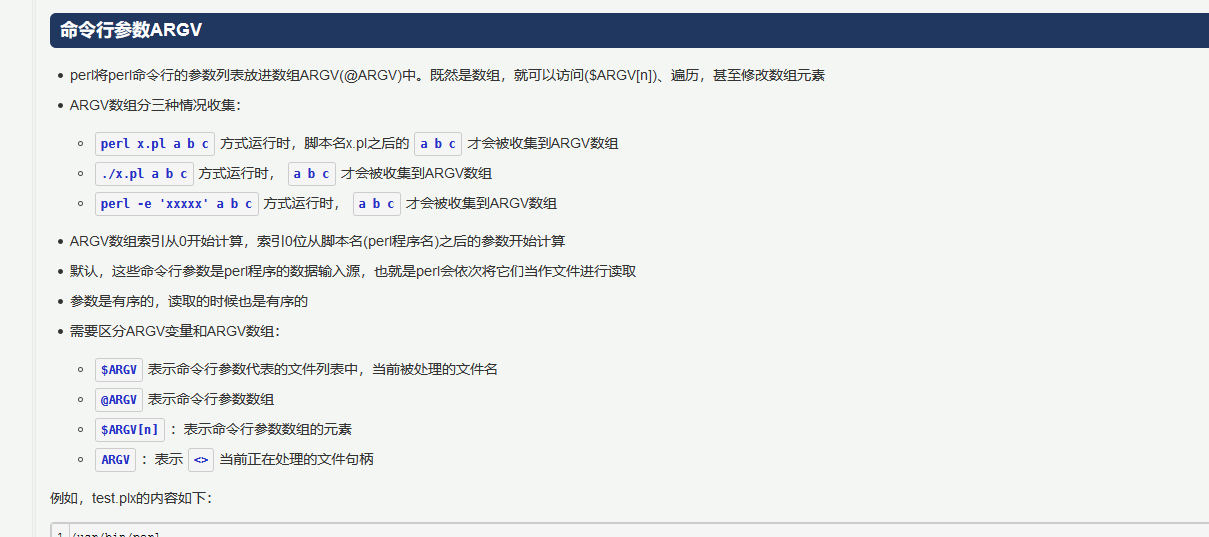 命令行参数ARGV
perl将perl命令行的参数列表放进数组ARGV(@ARGV)中。既然是数组，就可以访问($ARGV[n])、遍历，甚至修改数组元素
ARGV数组分三种情况收集：
perl x.pl a b c 方式运行时，脚本名x.pl之后的 a b c 才会被收集到ARGV数组
./x.pl a b c 方式运行时， a b c 才会被收集到ARGV数组
perl -e 'xxxxx' a b c 方式运行时， a b c 才会被收集到ARGV数组
ARGV数组索引从0开始计算，索引0位从脚本名(perl程序名)之后的参数开始计算
默认，这些命令行参数是perl程序的数据输入源，也就是perl会依次将它们当作文件进行读取
参数是有序的，读取的时候也是有序的
需要区分ARGV变量和ARGV数组：
$ARGV 表示命令行参数代表的文件列表中，当前被处理的文件名
@ARGV 表示命令行参数数组
$ARGV[n] ：表示命令行参数数组的元素
ARGV ：表示 <> 当前正在处理的文件句柄
例如，test.plx的内容如下：